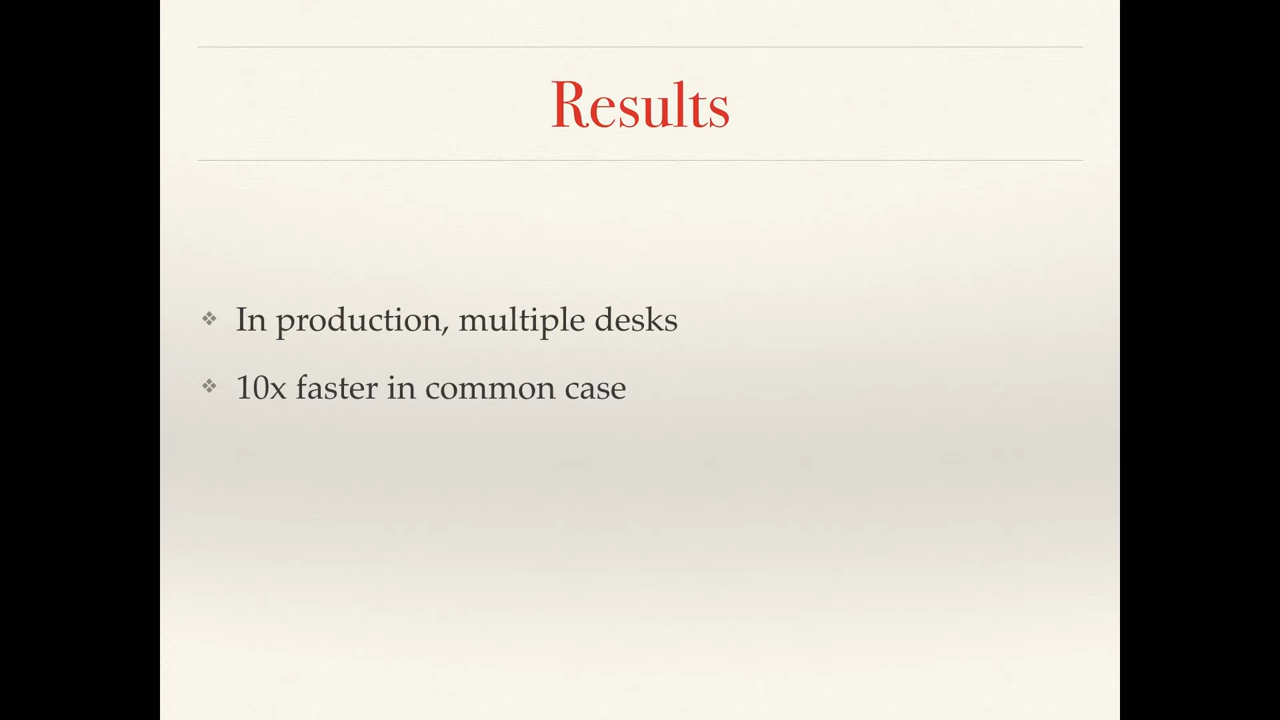 Results
❖ In production, multiple desks
❖ 10x faster in common case